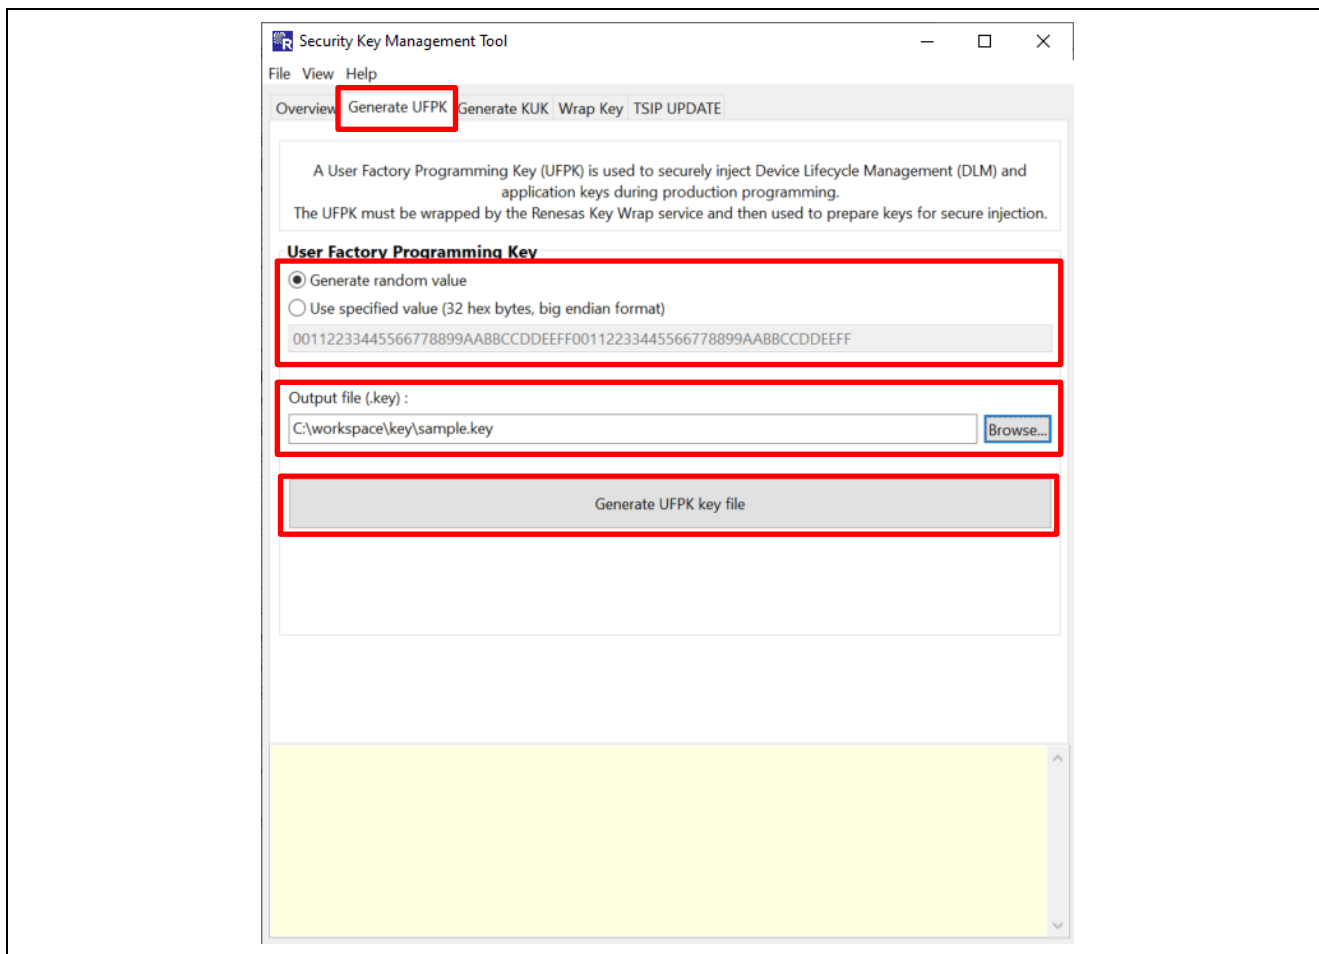 Security Key Management Tool
File View Help
Overview Generate UFPK Generate KUK Wrap Key TSIP UPDATE
A User Factory Programming Key (UFPK) is used to securely inject Device Lifecycle Management (DLM) and
application keys during production programming.
The UFPK must be wrapped by the Renesas Key Wrap service and then used to prepare keys for secure injection.
User Factory Programming Key
Generate random value
Use specified value (32 hex bytes, big endian format)
00112233445566778899AABBCCDDEEFF00112233445566778899AABBCCDDEEFF
Output file (.key) :
C:\workspace\key\sample.key
Browse...
Generate UFPK key file